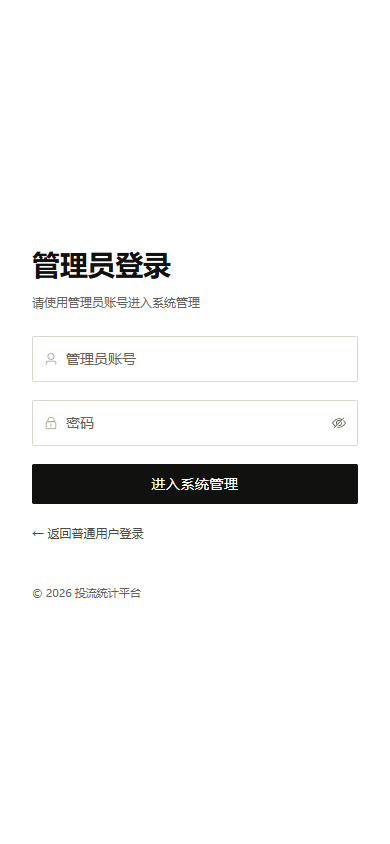 管理员登录
请使用管理员账号进入系统管理
管理员账号
密码
进入系统管理
← 返回普通用户登录
© 2026 投流统计平台